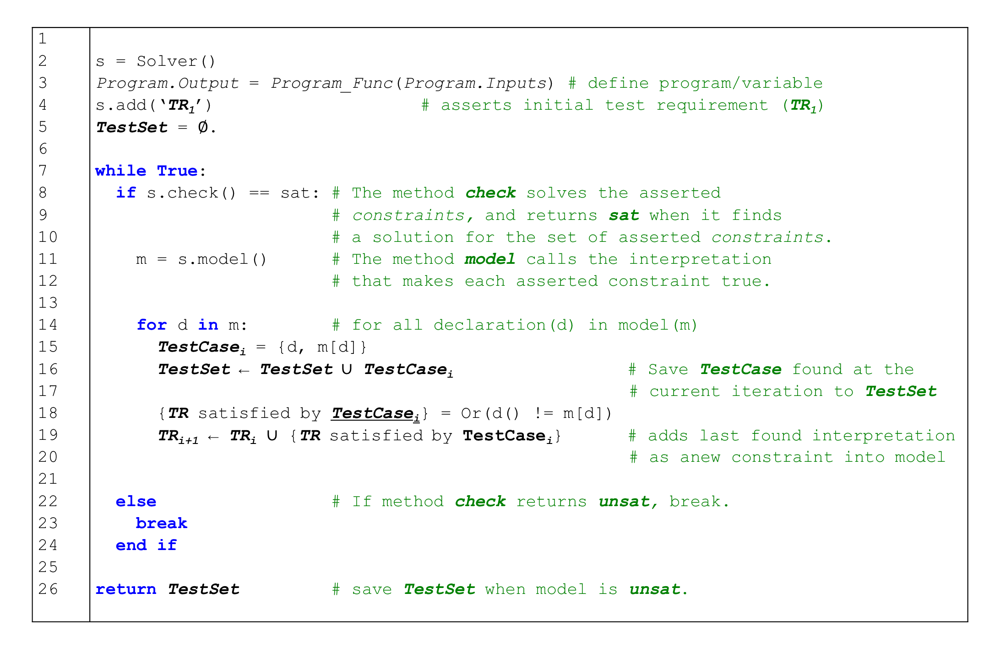 1
2 s = Solver()
3 Program.Output = Program_Func(Program.Inputs) # define program/variable
4 s.add(‘TR1’) # asserts initial test requirement (TR1)
5 TestSet = Ø.
6
7 while True:
8 if s.check() == sat: # The method check solves the asserted
9 # constraints, and returns sat when it finds
10 # a solution for the set of asserted constraints.
11 m = s.model() # The method model calls the interpretation
12 # that makes each asserted constraint true.
13
14 for d in m: # for all declaration(d) in model(m)
15 TestCasei = {d, m[d]}
16 TestSet ← TestSet ∪ TestCasei # Save TestCase found at the
17 # current iteration to TestSet
18 {TR satisfied by TestCasei} = Or(d() != m[d])
19 TRi+1 ← TRi ∪ {TR satisfied by TestCasei} # adds last found interpretation
20 # as anew constraint into model
21
22 else # If method check returns unsat, break.
23 break
24 end if
25
26 return TestSet # save TestSet when model is unsat.